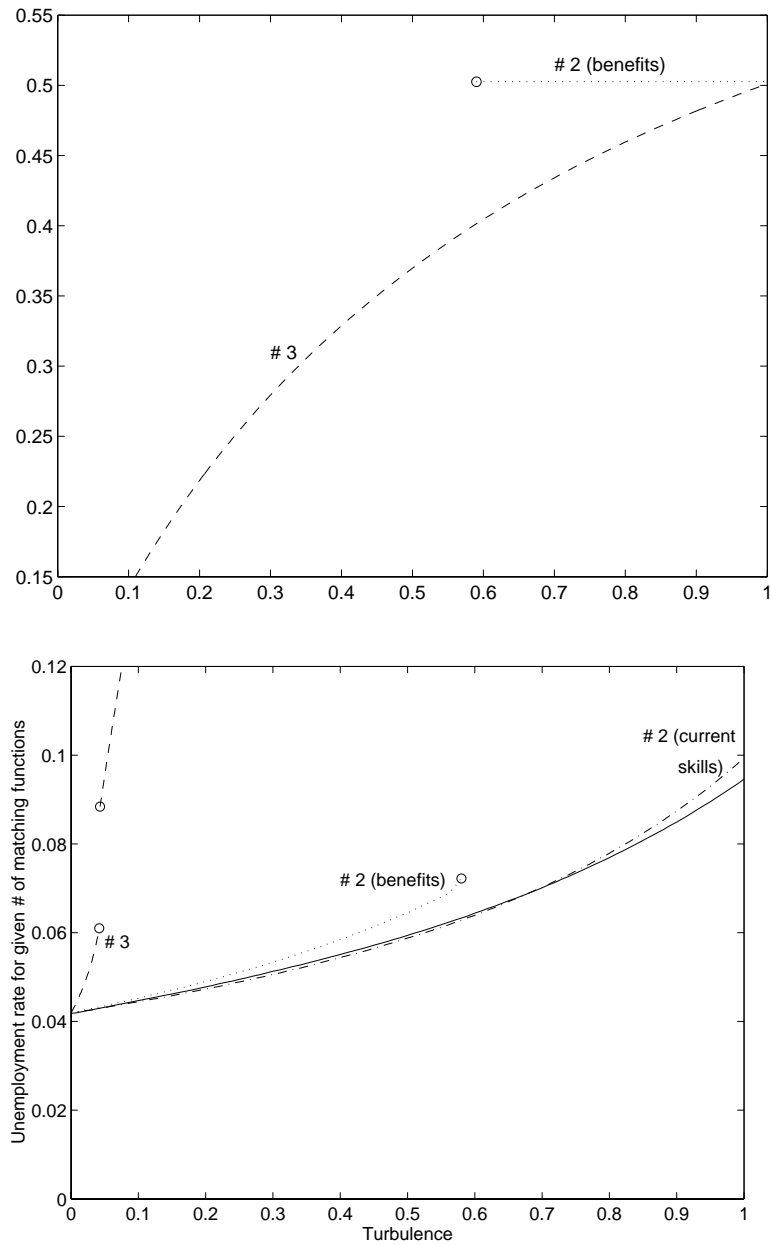 0.55
0.5
0.45
0.4
0.35
0.3
0.25
0.2
0.15
# 2 (benefits)
# 3
0 0.1 0.2 0.3 0.4 0.5 0.6 0.7 0.8 0.9 1
Unemployment rate for given # of matching functions
0.12
0.1
0.08
0.06
0.04
0.02
0
# 2 (current
skills)
# 2 (benefits)
# 3
0 0.1 0.2 0.3 0.4 0.5 0.6 0.7 0.8 0.9 1
Turbulence